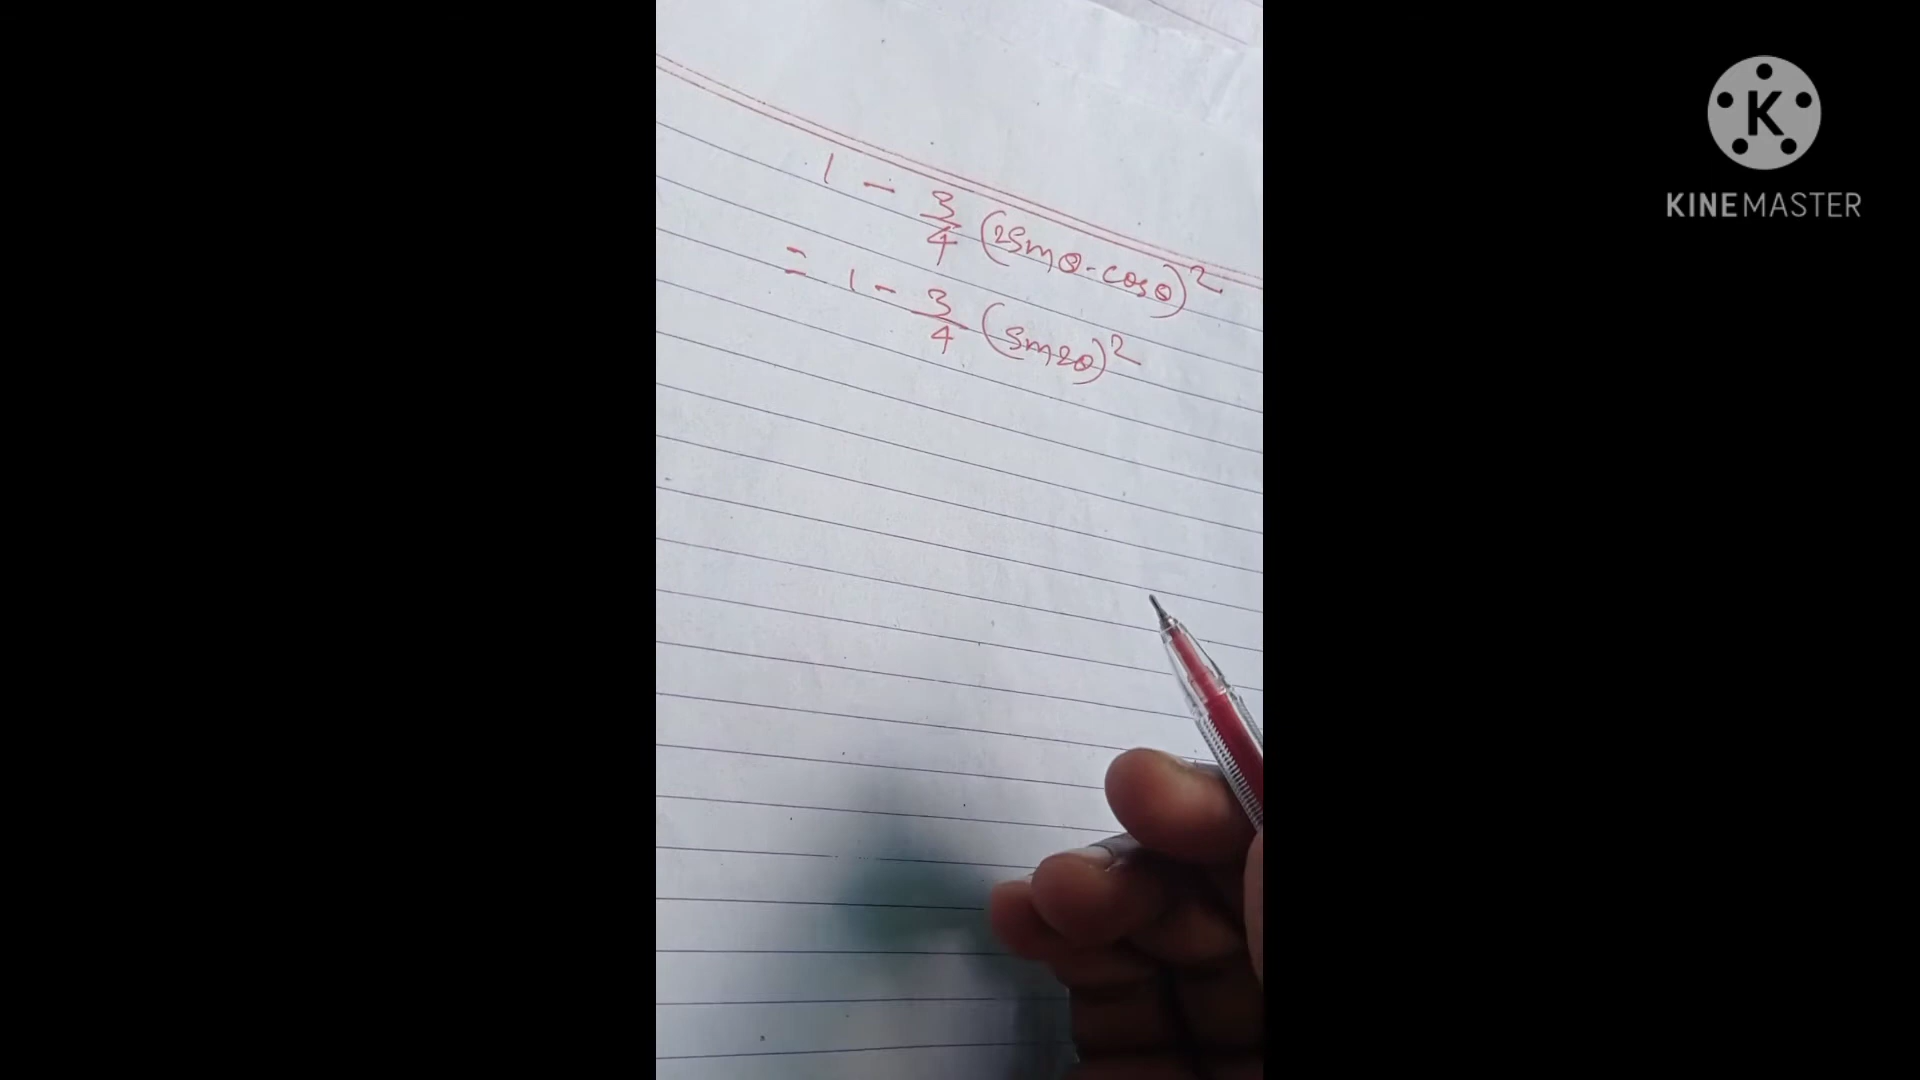 1 - 3/4 (2sinθ·cosθ)²
= 1 - 3/4 (sin2θ)²
K
KINEMASTER